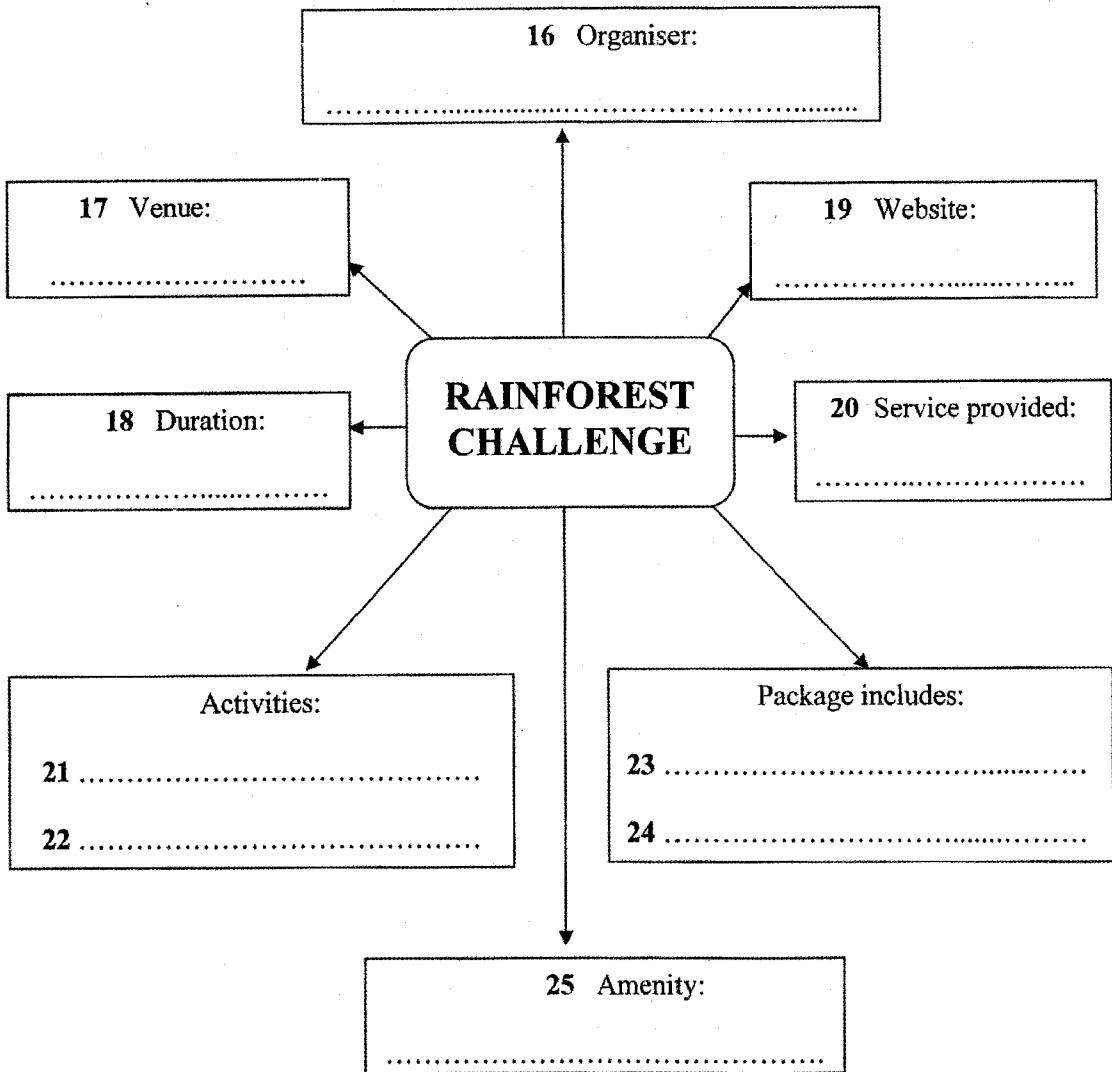 16 Organiser:
................................................................
17 Venue:
...........................
19 Website:
................................
RAINFOREST
CHALLENGE
18 Duration:
................................
20 Service provided:
............................
Activities:
21 ..........................................
22 ..........................................
Package includes:
23 ............................................
24 ............................................
25 Amenity:
..............................................